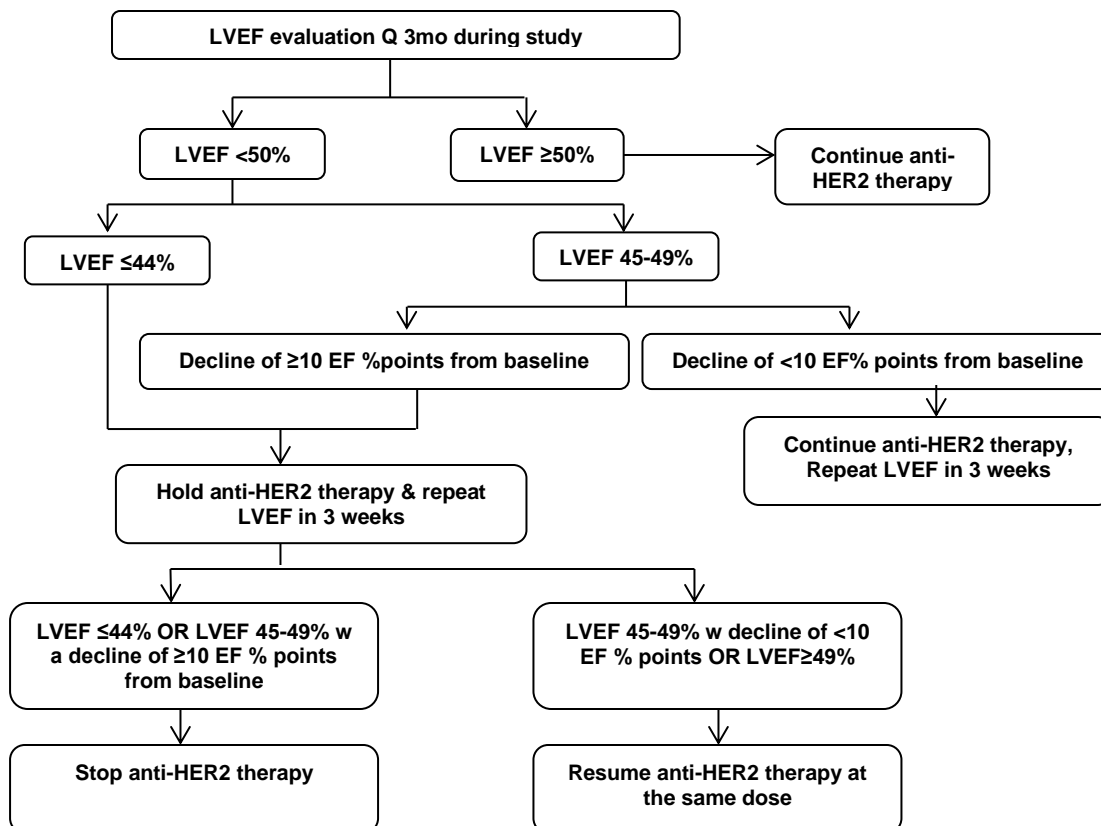 LVEF evaluation Q 3mo during study
LVEF <50%
LVEF ≥50%
Continue anti-
HER2 therapy
LVEF ≤44%
LVEF 45-49%
Decline of ≥10 EF %points from baseline
Decline of <10 EF% points from baseline
Continue anti-HER2 therapy,
Repeat LVEF in 3 weeks
Hold anti-HER2 therapy & repeat
LVEF in 3 weeks
LVEF ≤44% OR LVEF 45-49% w
a decline of ≥10 EF % points
from baseline
LVEF 45-49% w decline of <10
EF % points OR LVEF≥49%
Stop anti-HER2 therapy
Resume anti-HER2 therapy at
the same dose